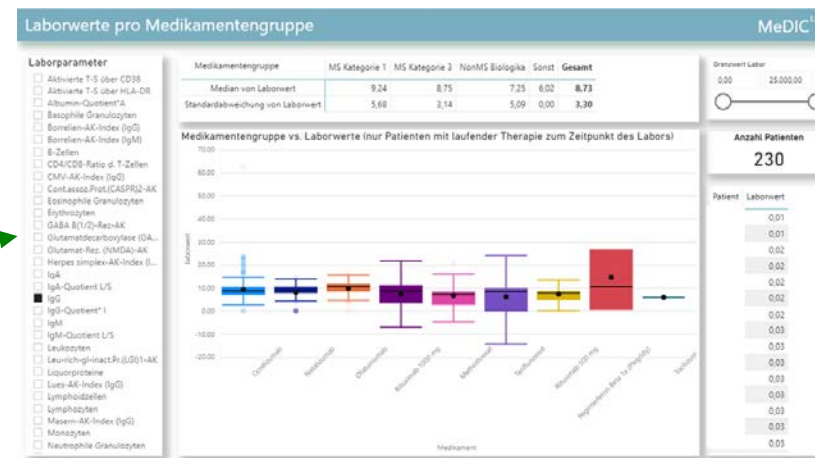 Laborwerte pro Medikamentengruppe
MeDIC
Laborparameter
Aktivierte T-S über CD38
Aktivierte T-S über HLA-DR
Albumin-Quotient*A
Basophile Granulozyten
Borrelien-AK-Index (IgG)
Borrelien-AK-Index (IgM)
B-Zellen
CD4/CD8-Ratio d. T-Zellen
CMV-AK-Index (IgG)
Cont.assoz.Prot.(CASPR)2-AK
Eosinophile Granulozyten
Erythrozyten
GABA B(1/2)-Rez-AK
Glutamatdecarboxylase (GA...
Glutamat-Rez. (NMDA)-AK
Herpes simplex-AK-Index (I...
IgA
IgA-Quotient L/S
IgG
IgG-Quotient* I
IgM
IgM-Quotient L/S
Leukozyten
Leu-rich-gl-inact.Pr.(LGI)1-AK
Liquorproteine
Lues-AK-Index (IgG)
Lymphoidzellen
Lymphozyten
Masern-AK-Index (IgG)
Monozyten
Neutrophile Granulozyten
Medikamentengruppe MS Kategorie 1 MS Kategorie 3 NonMS Biologika Sonst Gesamt
Median von Laborwert 9,24 8,75 7,25 6,02 8,73
Standardabweichung von Laborwert 5,68 3,14 5,09 0,00 3,30
Medikamentengruppe vs. Laborwerte (nur Patienten mit laufender Therapie zum Zeitpunkt des Labors)
Laborwert
70.00
60.00
50.00
40.00
30.00
20.00
10.00
0.00
-10.00
-20.00
Ocrelizumab
Natalizumab
Ofatumumab
Rituximab 1000 mg
Methotrexat
Teriflunomid
Rituximab 500 mg
Peginterferon Beta 1a (Plegridy)
Medikament
Grenzwert Labor
0,00 25.000,00
Anzahl Patienten
230
Patient Laborwert
0,01
0,01
0,02
0,02
0,02
0,02
0,02
0,03
0,03
0,03
0,03
0,03
0,03
0,03
0,03